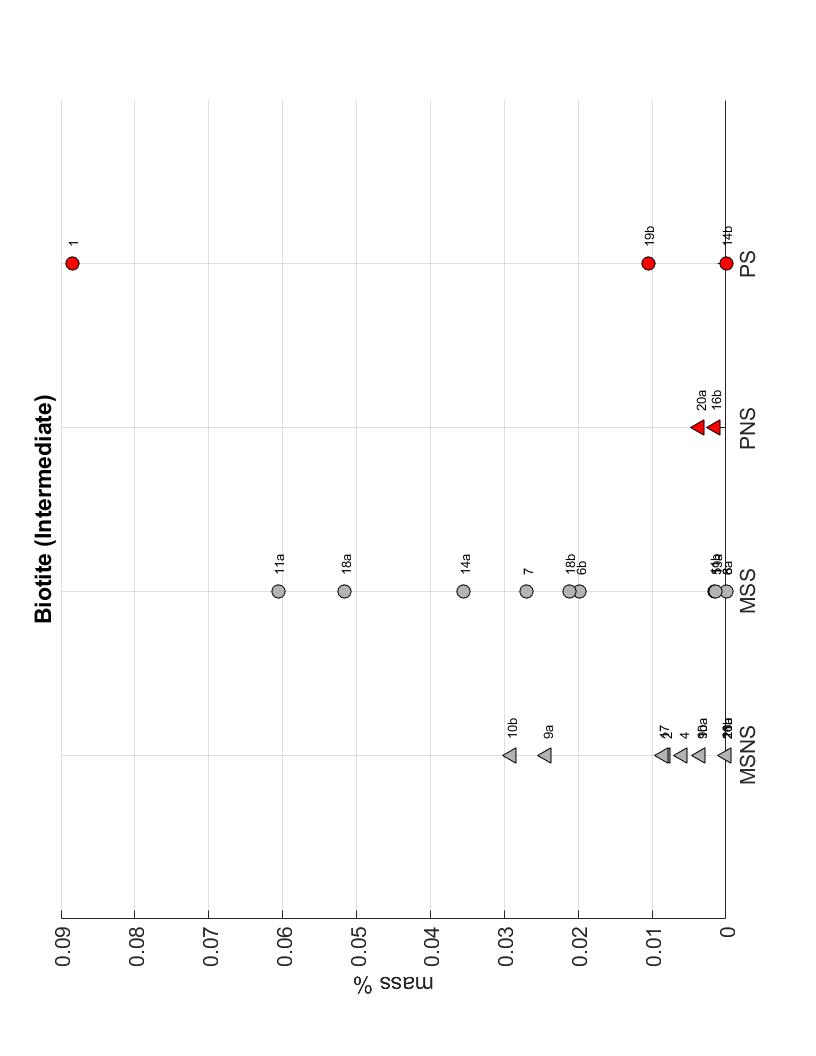 Biotite (Intermediate)
0.09
1
0.08
0.07
0.06
11a
0.05
18a
mass %
0.04
14a
0.03
10b
7
9a
0.02
18b
6b
0.01
17
2
19b
4
20a
16b
0
14b
MSNS
MSS
PNS
PS